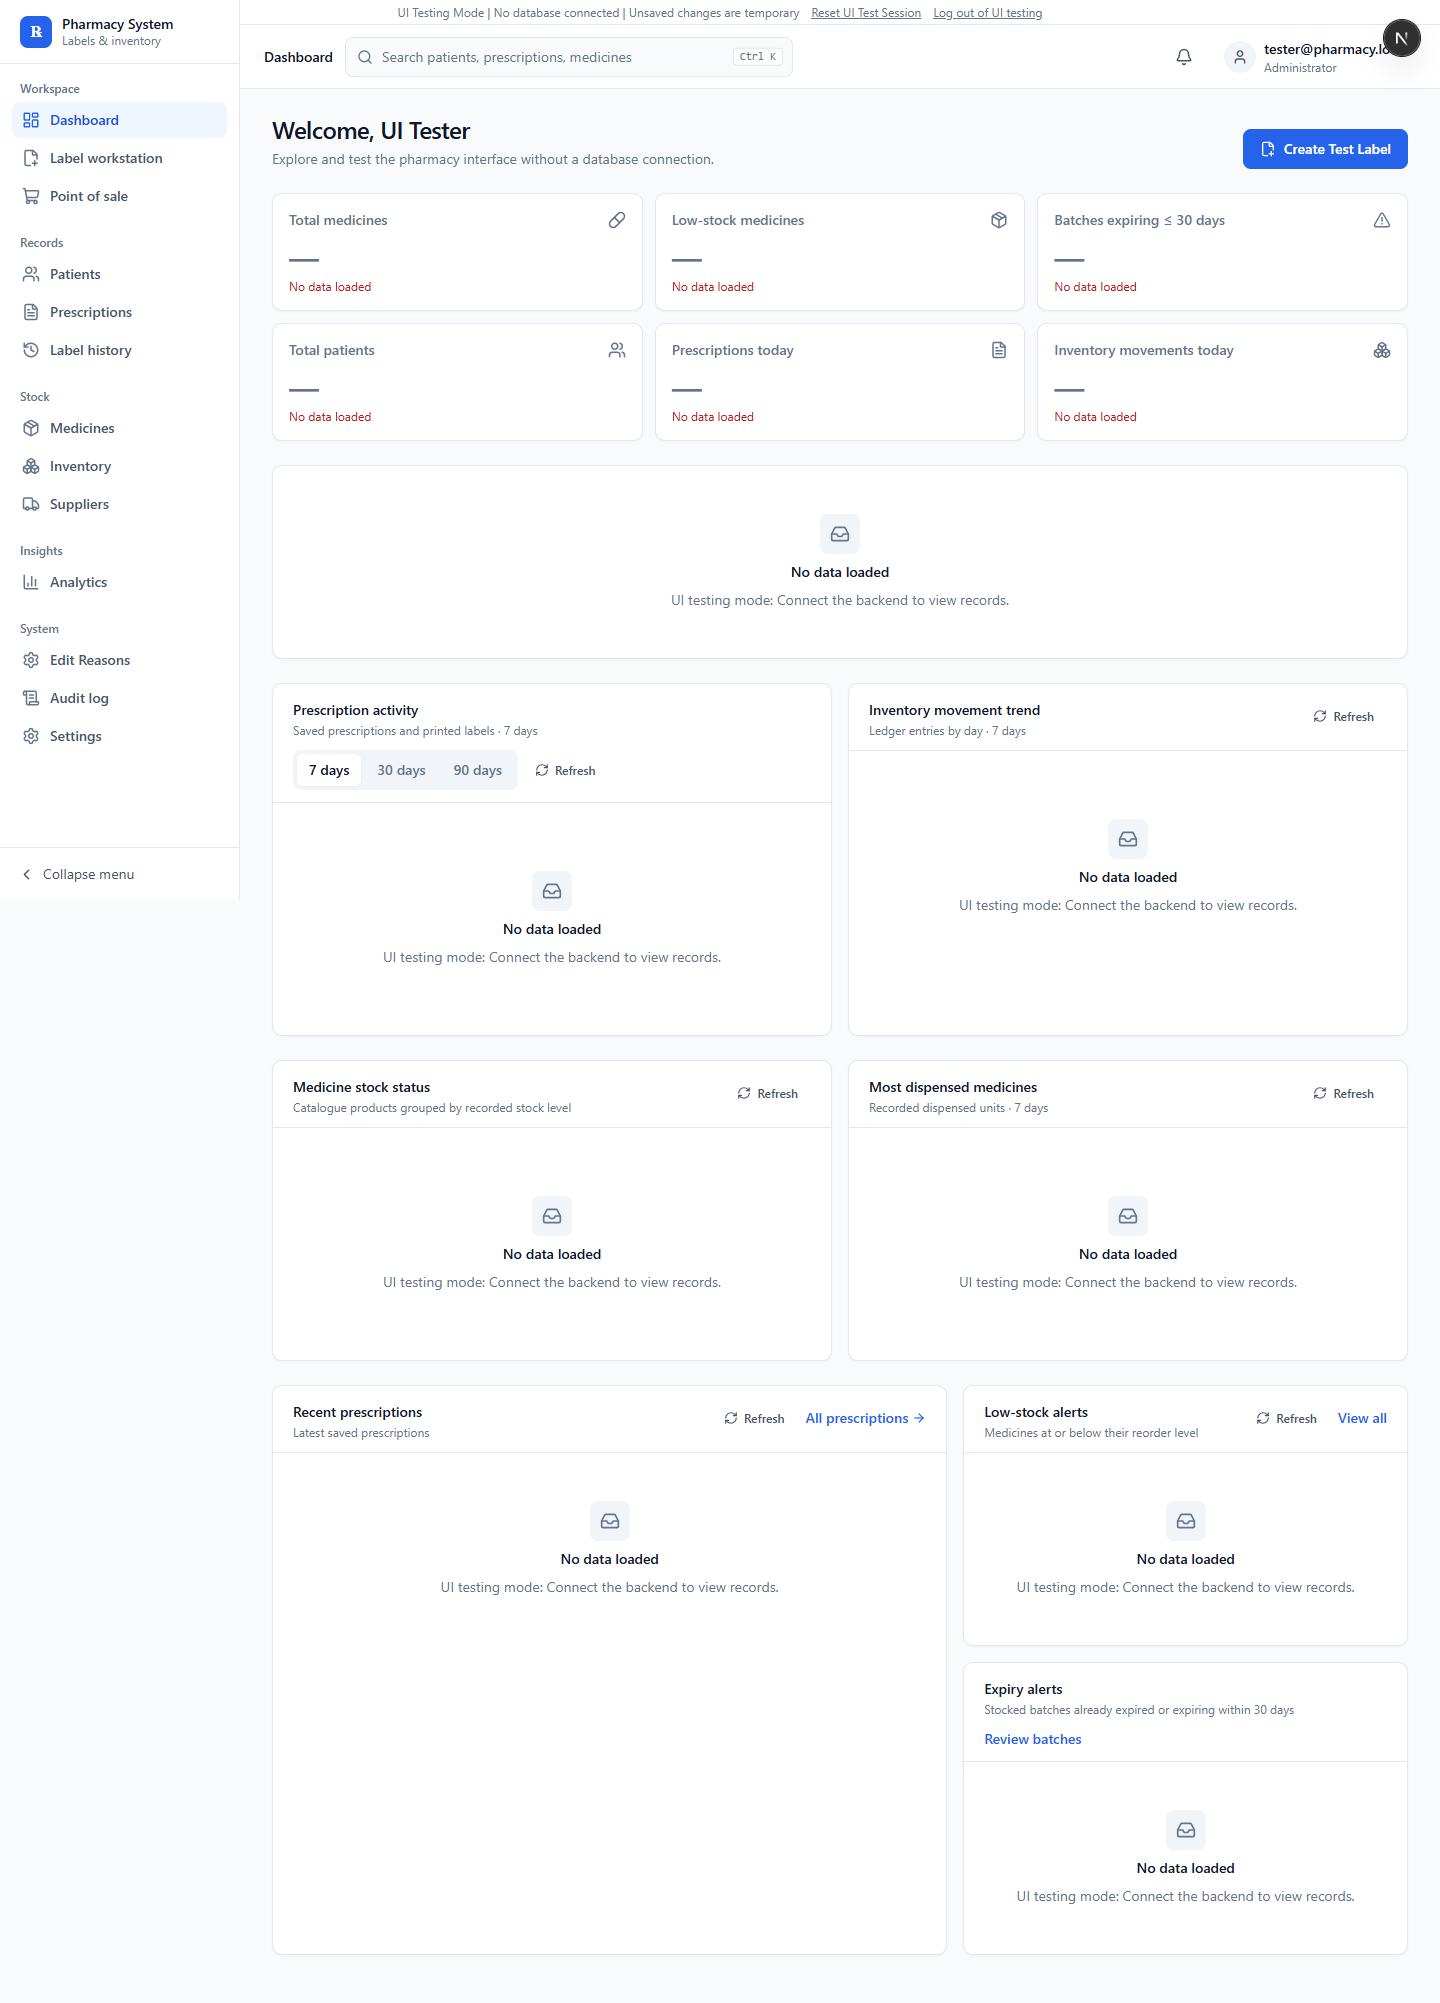 Pharmacy System
Labels & inventory
Workspace
Dashboard
Label workstation
Point of sale
Records
Patients
Prescriptions
Label history
Stock
Medicines
Inventory
Suppliers
Insights
Analytics
System
Edit Reasons
Audit log
Settings
Collapse menu
UI Testing Mode | No database connected | Unsaved changes are temporary Reset UI Test Session Log out of UI testing
Dashboard
Search patients, prescriptions, medicines Ctrl K
tester@pharmacy.lo
Administrator
N
Welcome, UI Tester
Explore and test the pharmacy interface without a database connection.
Create Test Label
Total medicines
—
No data loaded
Low-stock medicines
—
No data loaded
Batches expiring ≤ 30 days
—
No data loaded
Total patients
—
No data loaded
Prescriptions today
—
No data loaded
Inventory movements today
—
No data loaded
No data loaded
UI testing mode: Connect the backend to view records.
Prescription activity
Saved prescriptions and printed labels · 7 days
7 days 30 days 90 days Refresh
No data loaded
UI testing mode: Connect the backend to view records.
Inventory movement trend
Ledger entries by day · 7 days
Refresh
No data loaded
UI testing mode: Connect the backend to view records.
Medicine stock status
Catalogue products grouped by recorded stock level
Refresh
No data loaded
UI testing mode: Connect the backend to view records.
Most dispensed medicines
Recorded dispensed units · 7 days
Refresh
No data loaded
UI testing mode: Connect the backend to view records.
Recent prescriptions
Latest saved prescriptions
Refresh All prescriptions →
No data loaded
UI testing mode: Connect the backend to view records.
Low-stock alerts
Medicines at or below their reorder level
Refresh View all
No data loaded
UI testing mode: Connect the backend to view records.
Expiry alerts
Stocked batches already expired or expiring within 30 days
Review batches
No data loaded
UI testing mode: Connect the backend to view records.